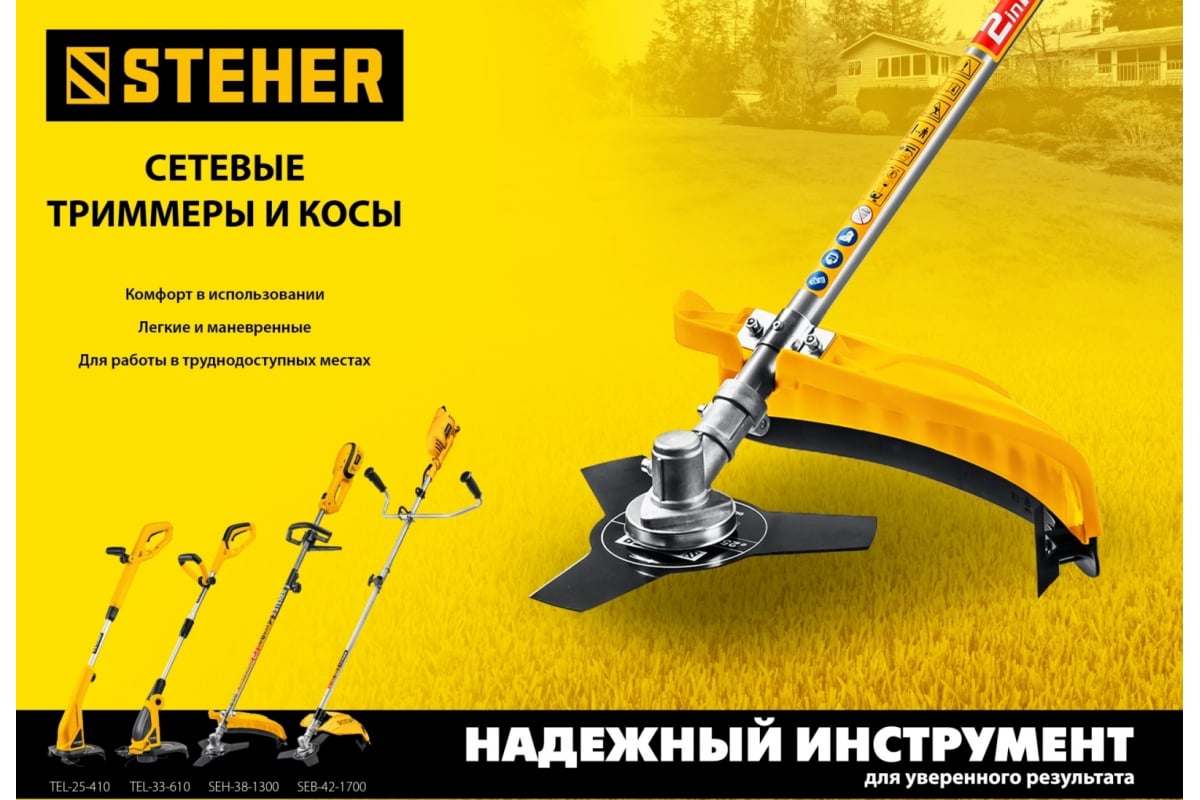 STEHER
СЕТЕВЫЕ
ТРИММЕРЫ И КОСЫ
Комфорт в использовании
Легкие и маневренные
Для работы в труднодоступных местах
2in
TEL-25-410
TEL-33-610
SEH-38-1300
SEB-42-1700
НАДЕЖНЫЙ ИНСТРУМЕНТ
для уверенного результата